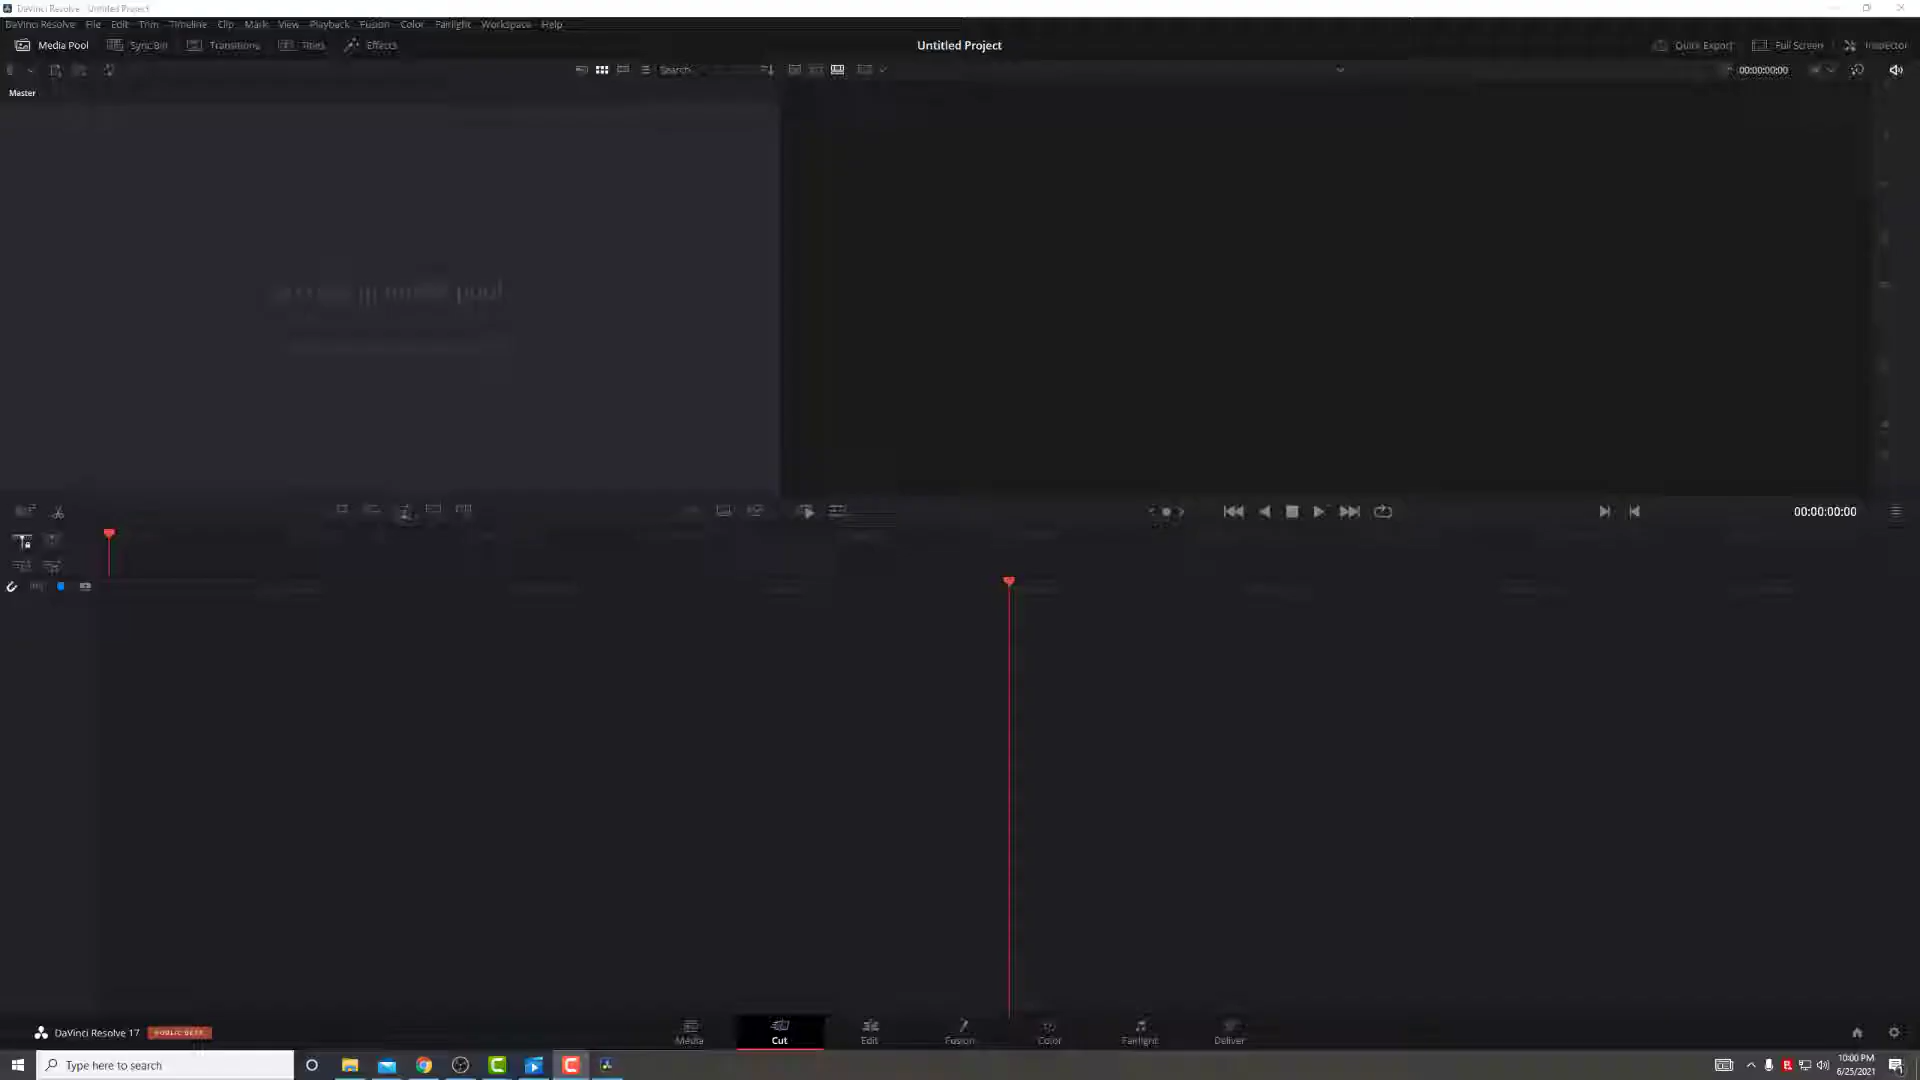 DaVinci Resolve - Untitled Project
DaVinci Resolve File Edit Trim Timeline Clip Mark View Playback Fusion Color Fairlight Workspace Help
Media Pool Sync Bin Transitions Titles Effects Untitled Project Quick Export Full Screen Inspector
Search 00:00:00:00
Master
00:00:00:00
DaVinci Resolve 17 PUBLIC BETA
Media Cut Edit Fusion Color Fairlight Deliver
Type here to search
10:00 PM
6/25/2021